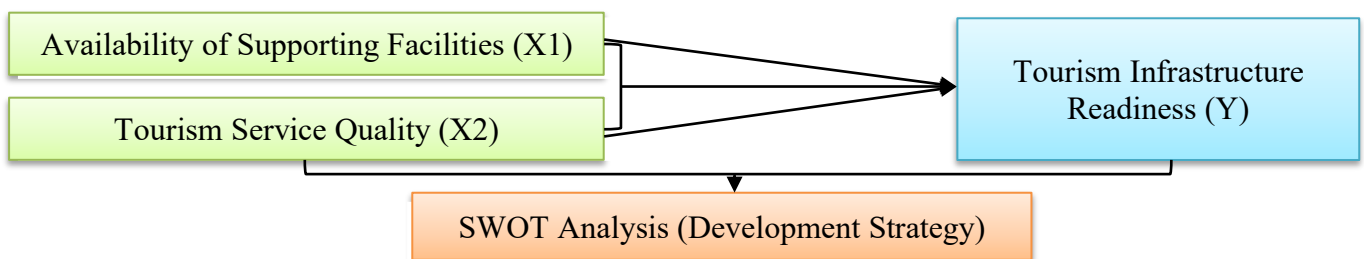 Availability of Supporting Facilities (X1)
Tourism Service Quality (X2)
Tourism Infrastructure
Readiness (Y)
SWOT Analysis (Development Strategy)